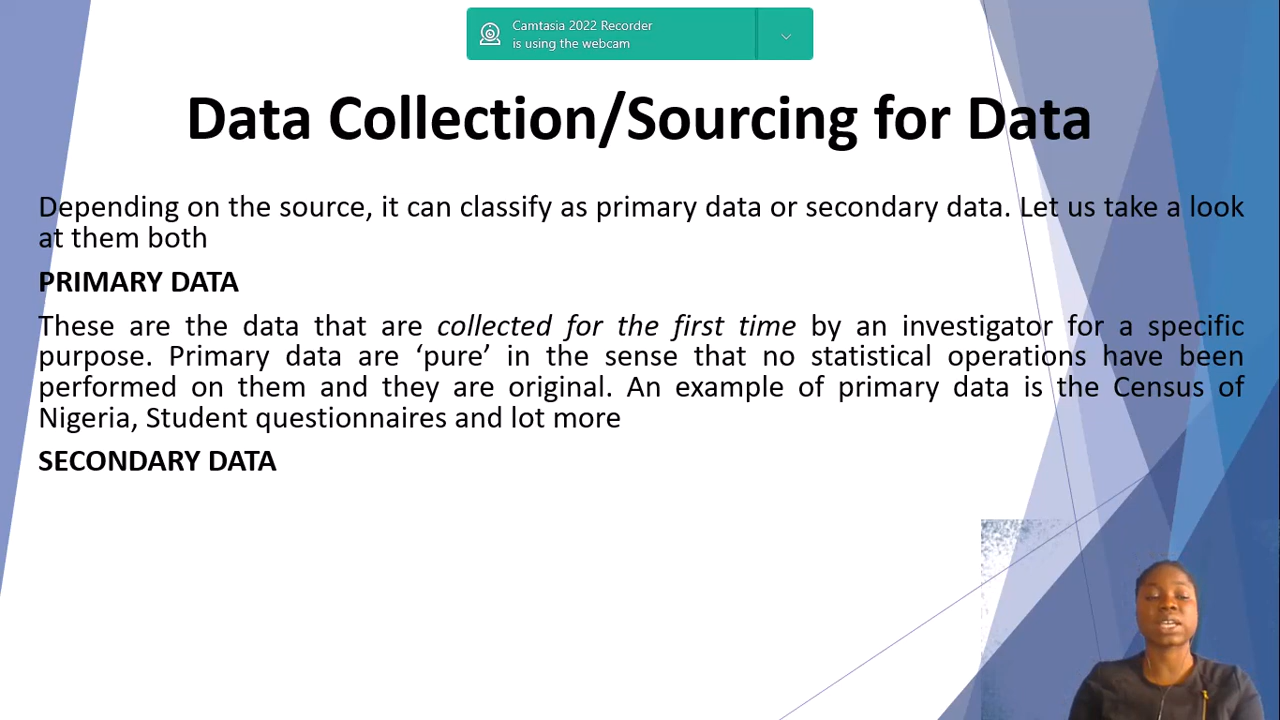 Camtasia 2022 Recorder
is using the webcam
Data Collection/Sourcing for Data
Depending on the source, it can classify as primary data or secondary data. Let us take a look
at them both
PRIMARY DATA
These are the data that are collected for the first time by an investigator for a specific
purpose. Primary data are ‘pure’ in the sense that no statistical operations have been
performed on them and they are original. An example of primary data is the Census of
Nigeria, Student questionnaires and lot more
SECONDARY DATA